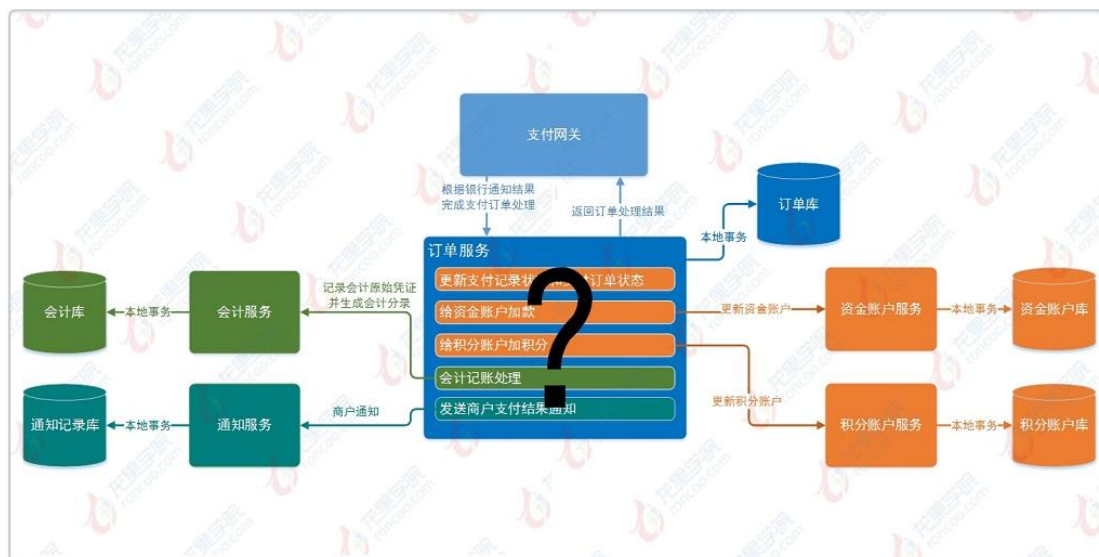 支付网关
根据银行通知结果
完成支付订单处理
返回订单处理结果
订单库
本地事务
订单服务
更新支付记录状
订单状态
给资金账户加款
给积分账户加积分
会计记账处理
发送商户支付结果通知
?
记录会计原始凭证
并生成会计分录
会计库
本地事务
会计服务
更新资金账户
资金账户服务
本地事务
资金账户库
通知记录库
本地事务
通知服务
商户通知
更新积分账户
积分账户服务
本地事务
积分账户库
龙果学院
roncoo.com